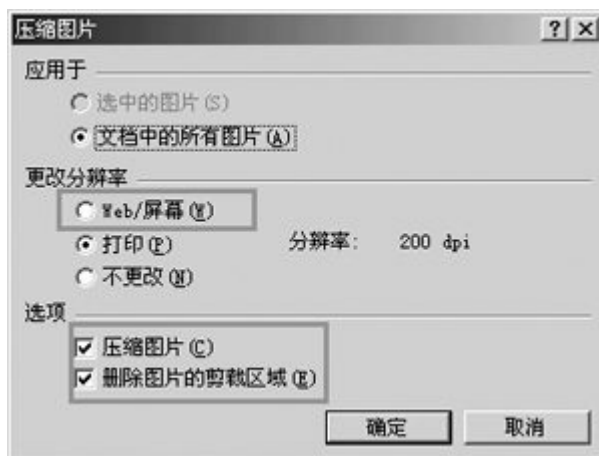 压缩图片
应用于
选中的图片(S)
文档中的所有图片(A)
更改分辨率
Web/屏幕(W)
打印(P) 分辨率: 200 dpi
不更改(N)
选项
压缩图片(C)
删除图片的剪裁区域(E)
确定 取消